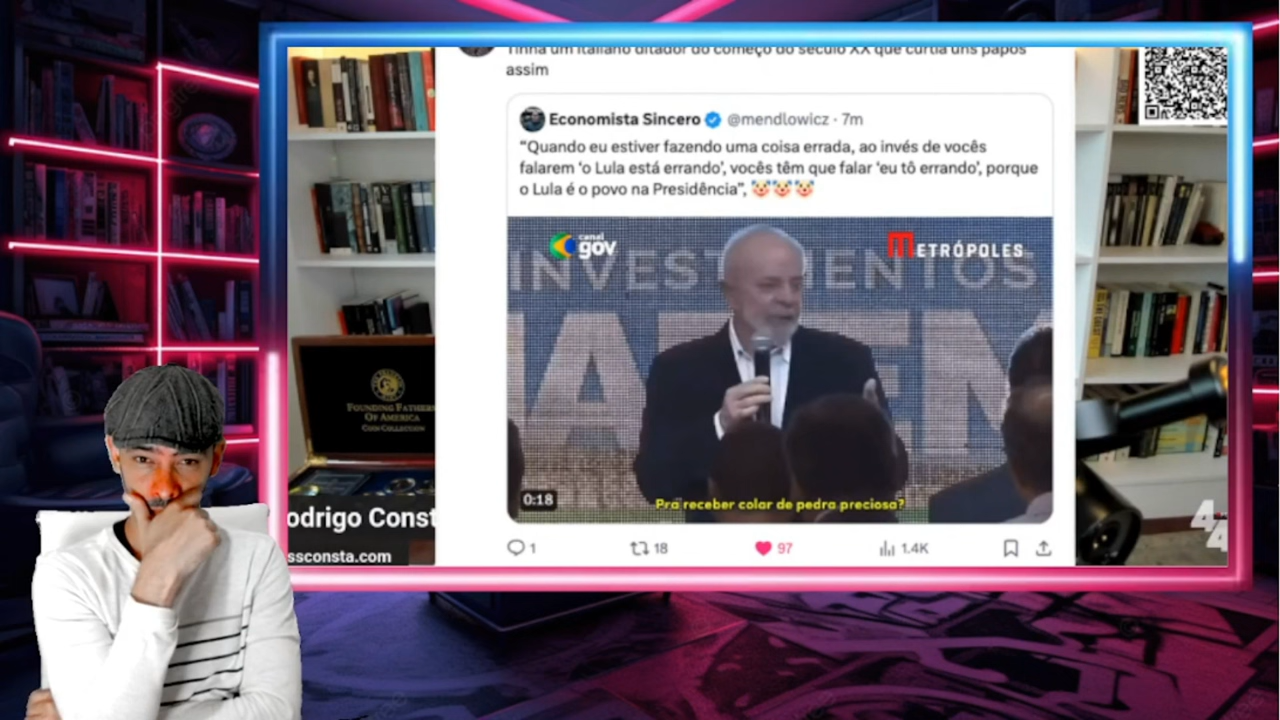 Tinha um italiano ditador do começo do século XX que curtia uns papos
assim
Economista Sincero @mendlowicz · 7m
“Quando eu estiver fazendo uma coisa errada, ao invés de vocês
falarem ‘o Lula está errando’, vocês têm que falar ‘eu tô errando’, porque
o Lula é o povo na Presidência”, 🤡🤡🤡
canal
gov
METRÓPOLES
INVESTIMENTOS
0:18
Pra receber colar de pedra preciosa?
1
18
97
1.4K
FOUNDING FATHERS
OF AMERICA
COIN COLLECTION
odrigo Const
ssconsta.com
4
4